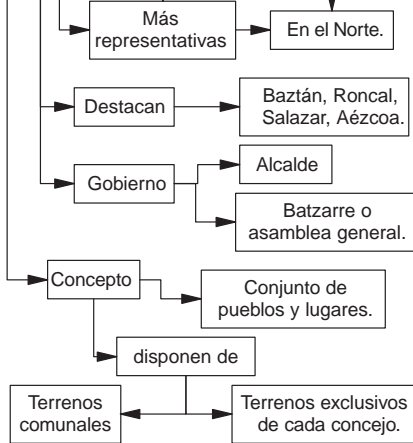 Más
representativas
En el Norte.
Destacan
Baztán, Roncal,
Salazar, Aézcoa.
Gobierno
Alcalde
Batzarre o
asamblea general.
Concepto
Conjunto de
pueblos y lugares.
disponen de
Terrenos
comunales
Terrenos exclusivos
de cada concejo.